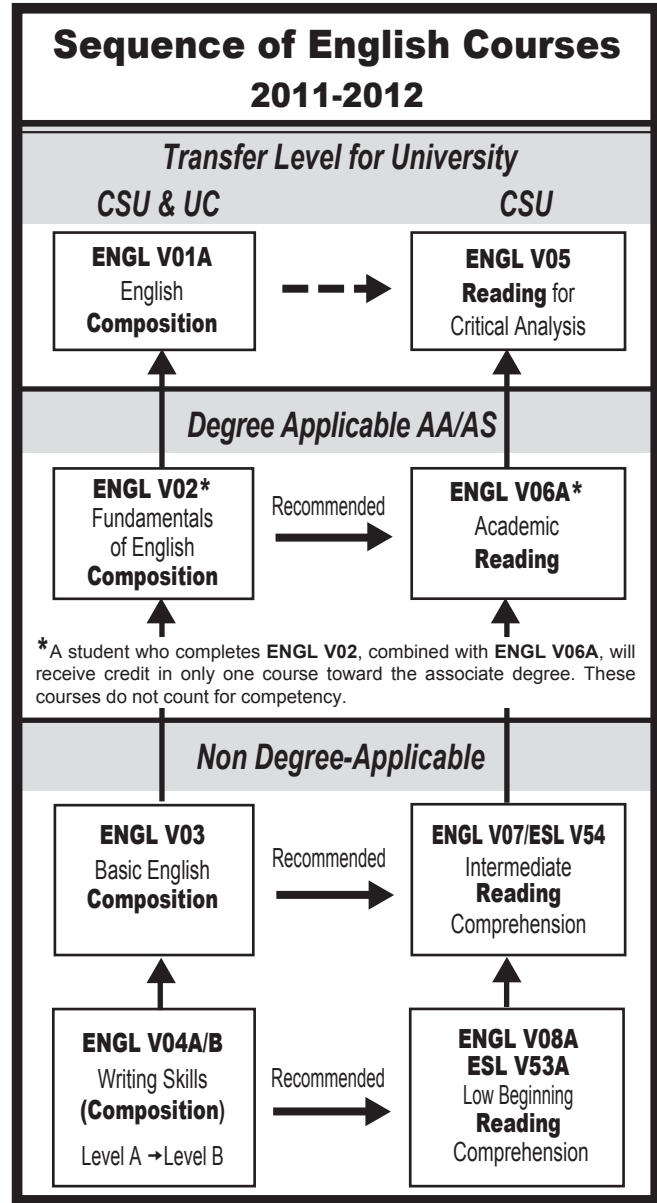 Sequence of English Courses
2011-2012
Transfer Level for University
CSU & UC
CSU
ENGL V01A
English
Composition
ENGL V05
Reading for
Critical Analysis
Degree Applicable AA/AS
ENGL V02*
Fundamentals
of English
Composition
Recommended
ENGL V06A*
Academic
Reading
*A student who completes ENGL V02, combined with ENGL V06A, will
receive credit in only one course toward the associate degree. These
courses do not count for competency.
Non Degree-Applicable
ENGL V03
Basic English
Composition
Recommended
ENGL V07/ESL V54
Intermediate
Reading
Comprehension
ENGL V04A/B
Writing Skills
(Composition)
Level A →Level B
Recommended
ENGL V08A
ESL V53A
Low Beginning
Reading
Comprehension